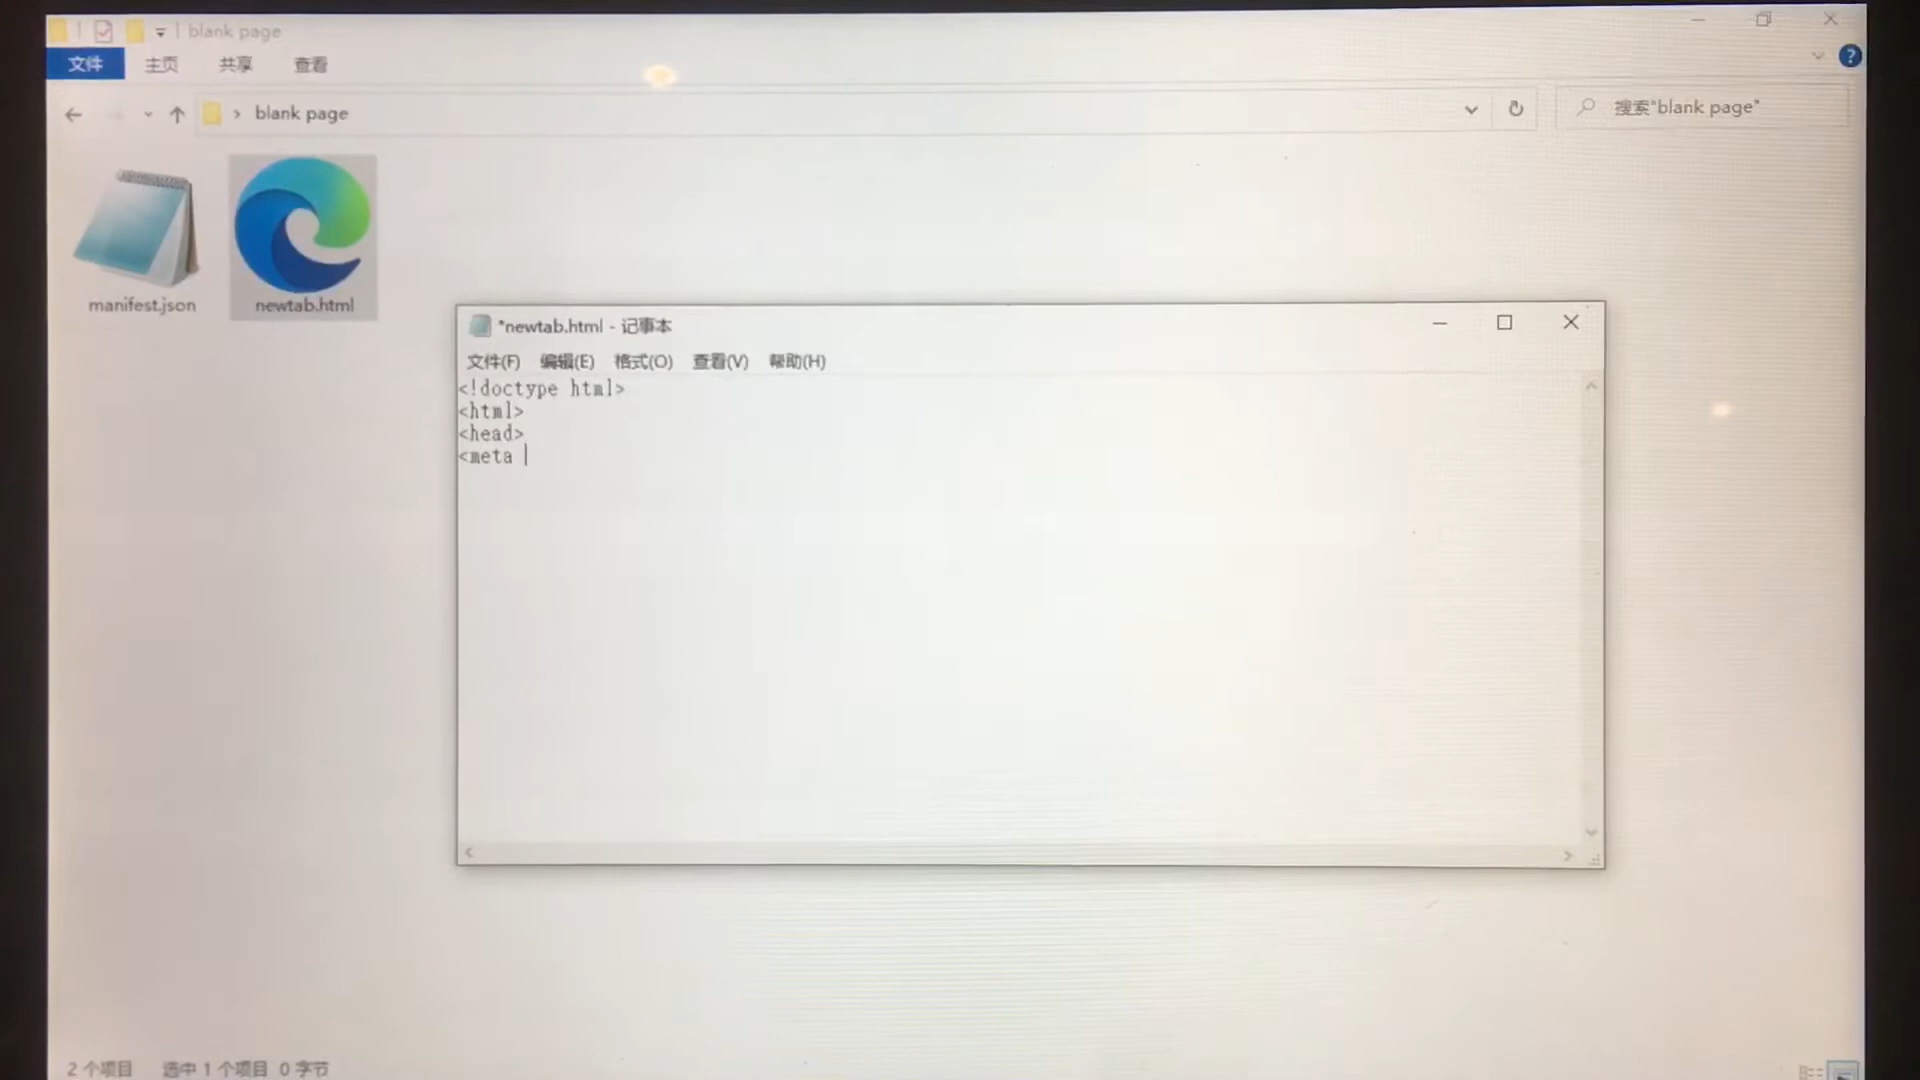 blank page
文件 主页 共享 查看
?
blank page
搜索"blank page"
manifest.json
newtab.html
*newtab.html - 记事本
文件(F) 编辑(E) 格式(O) 查看(V) 帮助(H)
<!doctype html>
<html>
<head>
<meta
2 个项目 选中 1 个项目 0 字节